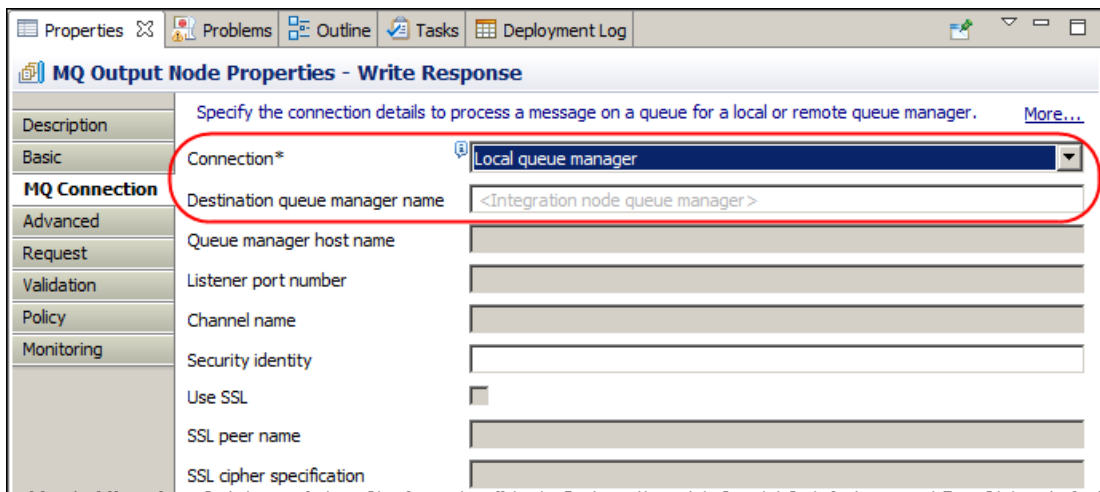 Properties Problems Outline Tasks Deployment Log
MQ Output Node Properties - Write Response
Specify the connection details to process a message on a queue for a local or remote queue manager. More...
Description
Basic
MQ Connection
Advanced
Request
Validation
Policy
Monitoring
Connection* Local queue manager
Destination queue manager name <Integration node queue manager>
Queue manager host name
Listener port number
Channel name
Security identity
Use SSL
SSL peer name
SSL cipher specification